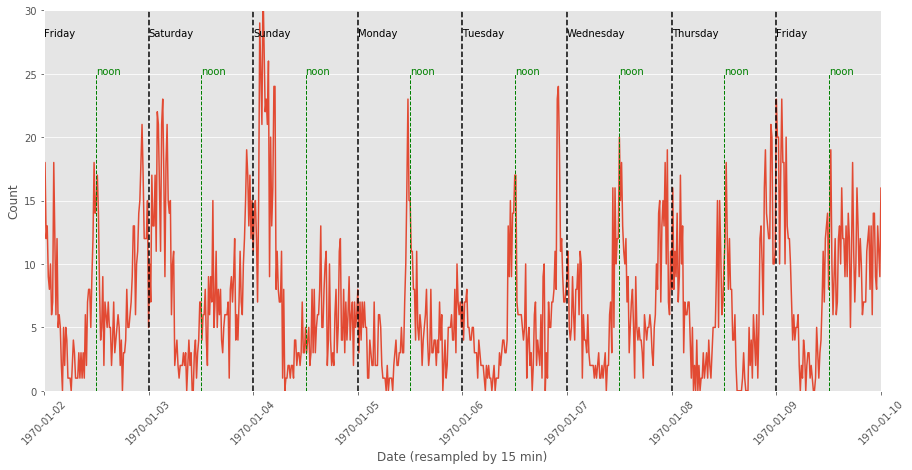 30
Friday Saturday Sunday Monday Tuesday Wednesday Thursday Friday
25
noon noon noon noon noon noon noon noon
20
15
10
5
0
Count
1970-01-02 1970-01-03 1970-01-04 1970-01-05 1970-01-06 1970-01-07 1970-01-08 1970-01-09 1970-01-10
Date (resampled by 15 min)